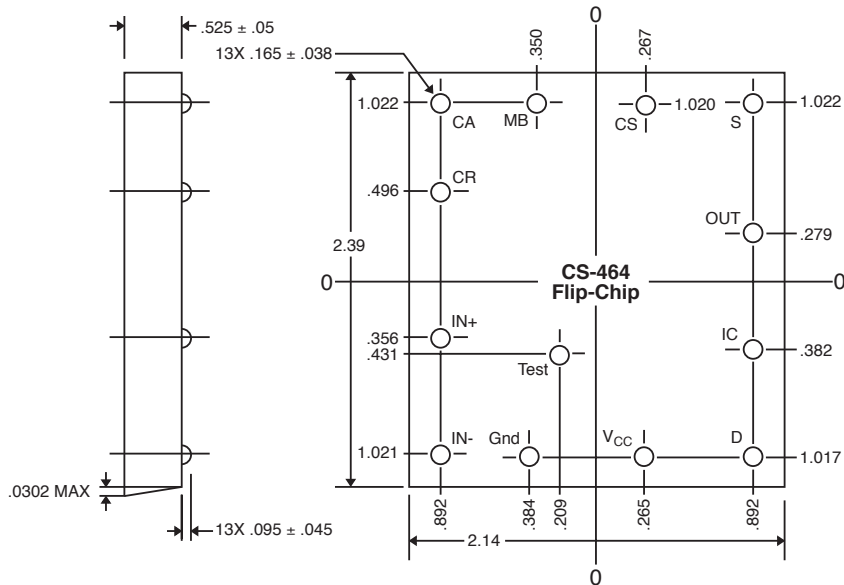 .525 ± .05
13X .165 ± .038
0
.350
.267
1.022
CA
MB
CS
1.020
S
1.022
CR
.496
OUT
.279
2.39
0
CS-464
Flip-Chip
0
.356
IN+
.431
Test
IC
.382
1.021
IN-
Gnd
VCC
D
1.017
.0302 MAX
13X .095 ± .045
.892
.384
.209
.265
.892
2.14
0